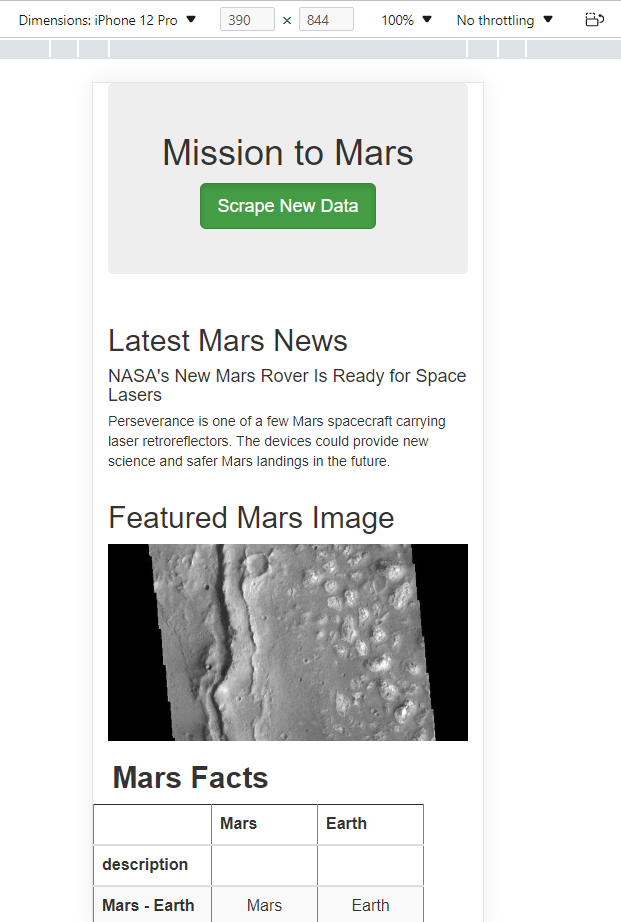 Dimensions: iPhone 12 Pro ▼ 390 × 844 100% ▼ No throttling ▼
Mission to Mars
Scrape New Data
Latest Mars News
NASA's New Mars Rover Is Ready for Space
Lasers
Perseverance is one of a few Mars spacecraft carrying
laser retroreflectors. The devices could provide new
science and safer Mars landings in the future.
Featured Mars Image
Mars Facts
Mars Earth
description
Mars - Earth Mars Earth